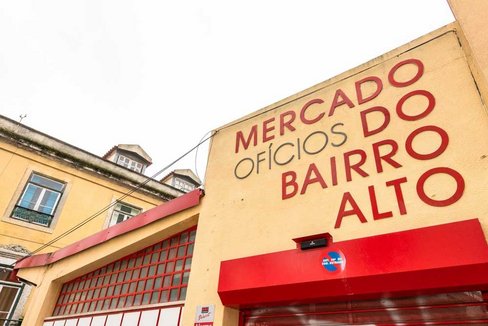 MERCADO
OFÍCIOS DO
BAIRRO
ALTO